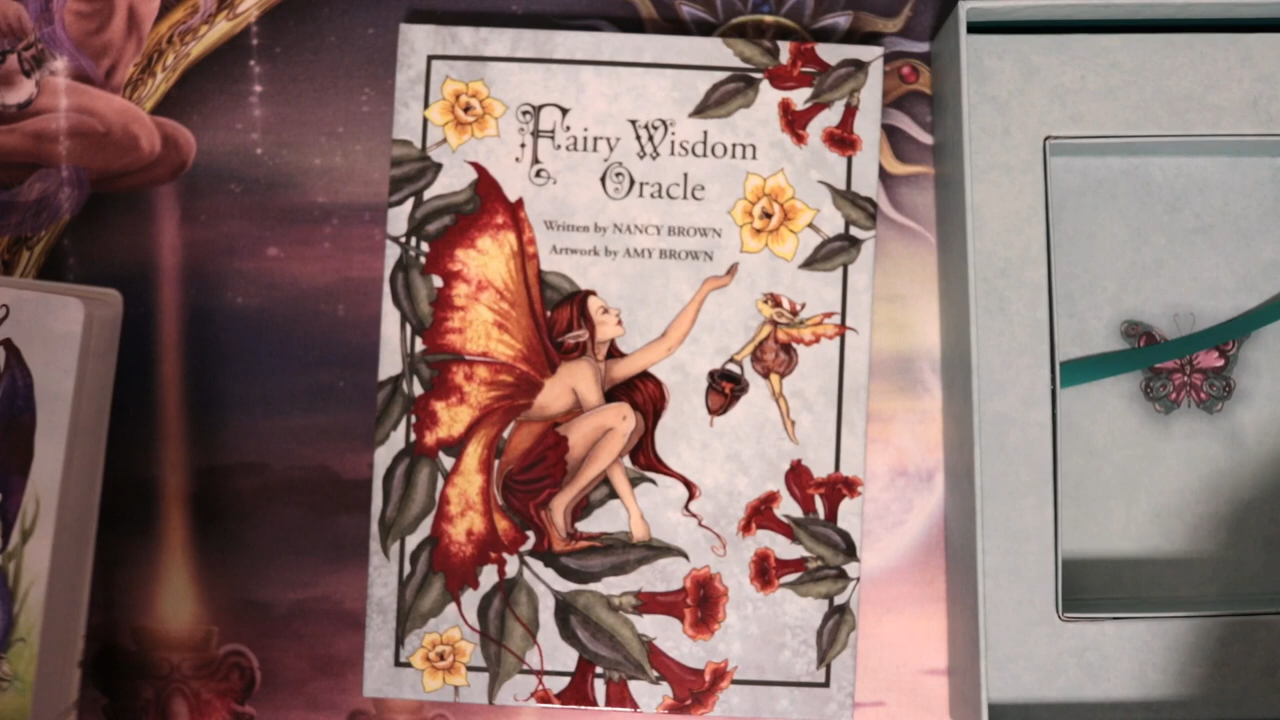 Fairy Wisdom
Oracle
Written by NANCY BROWN
Artwork by AMY BROWN